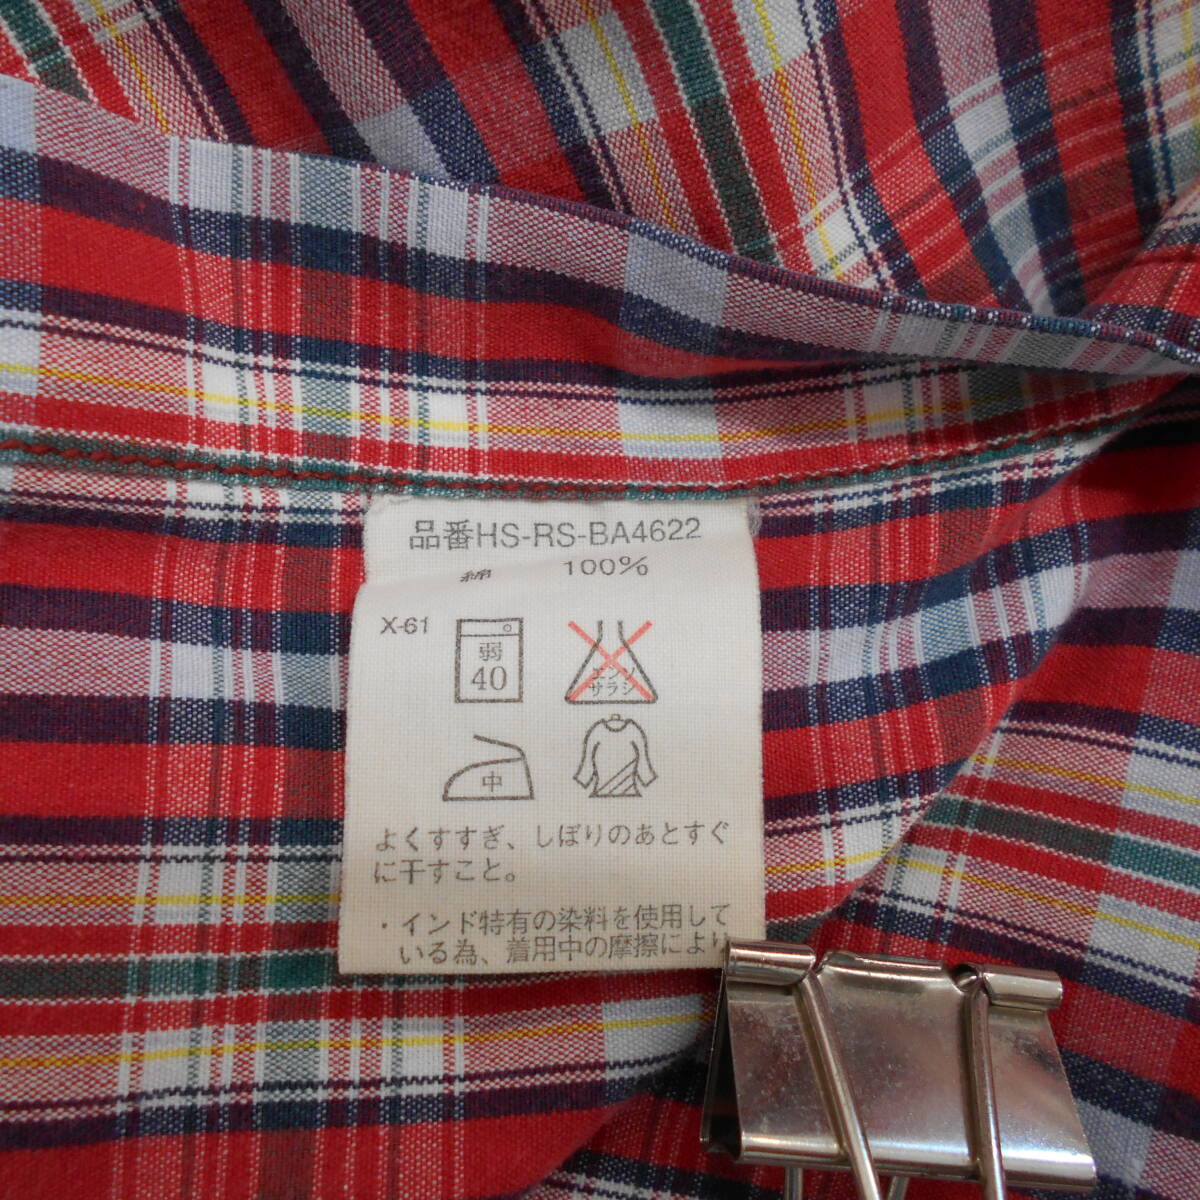 品番HS-RS-BA4622
綿 100%
X-61
弱
40
エンソ
サラシ
中
よくすすぎ、しぼりのあとすぐ
に干すこと。
・インド特有の染料を使用して
いる為、着用中の摩擦により